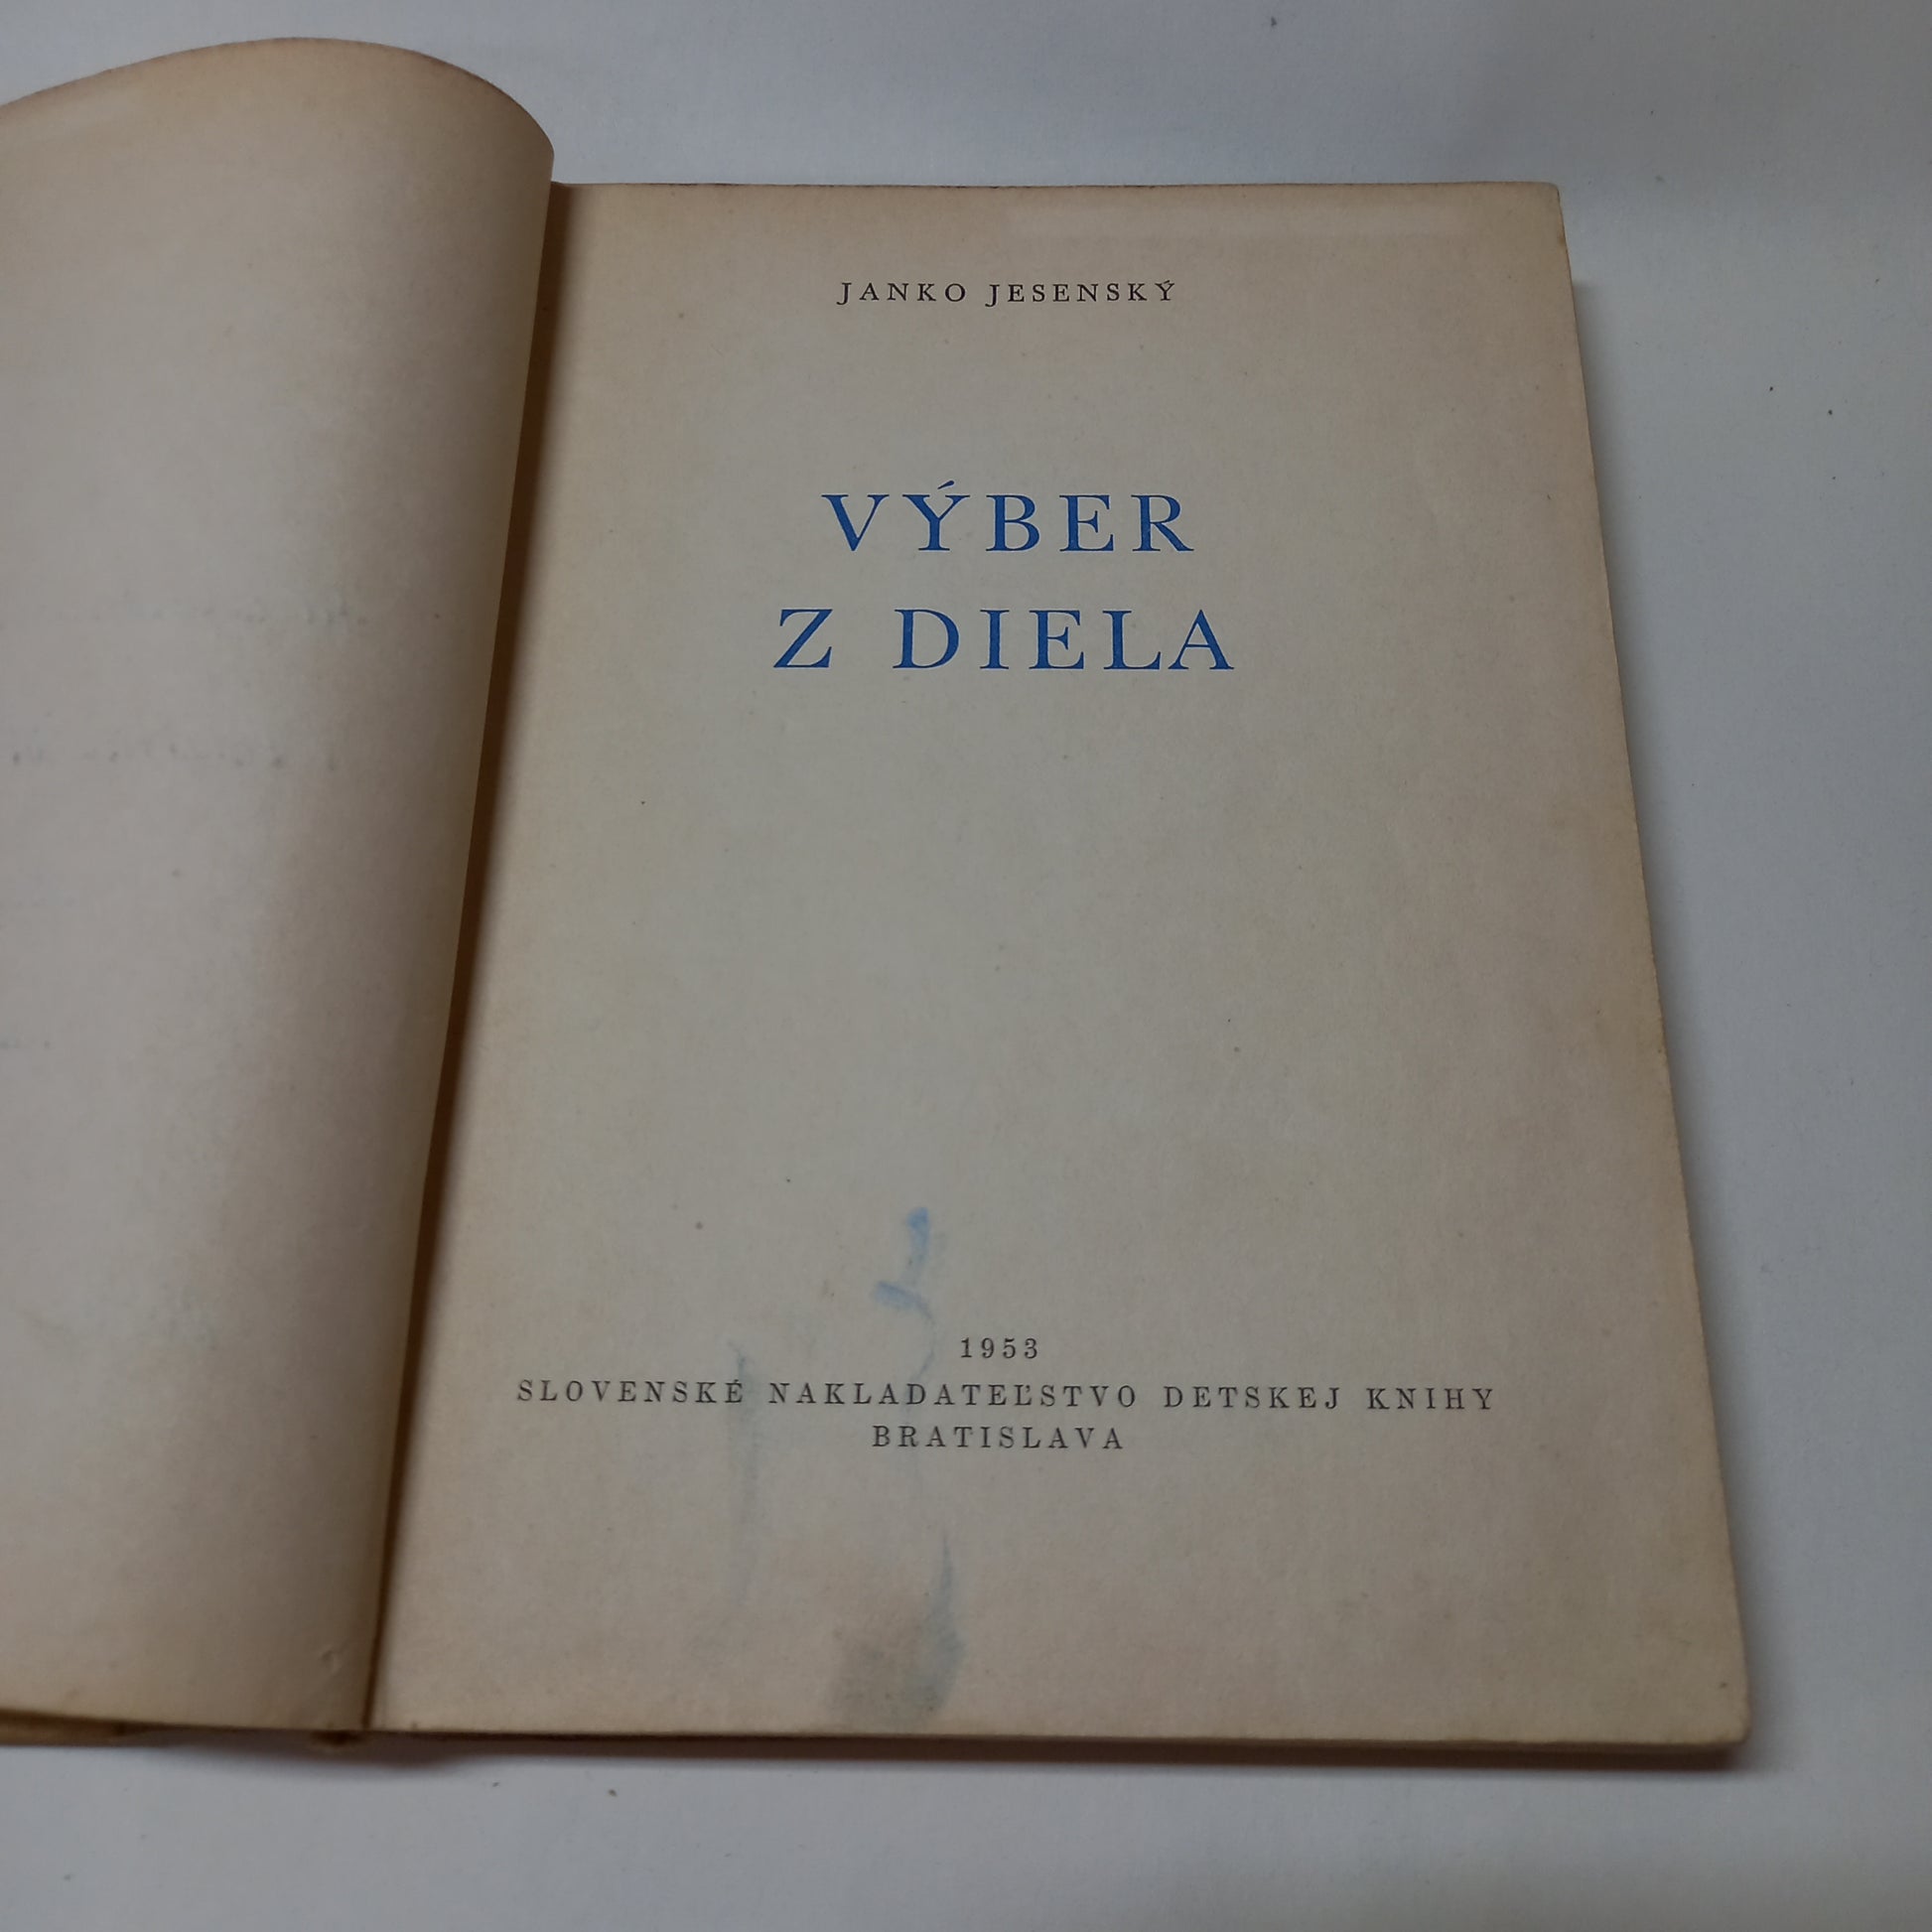 JANKO JESENSKÝ
VÝBER
Z DIELA
1953
SLOVENSKÉ NAKLADATEĽSTVO DETSKEJ KNIHY
BRATISLAVA